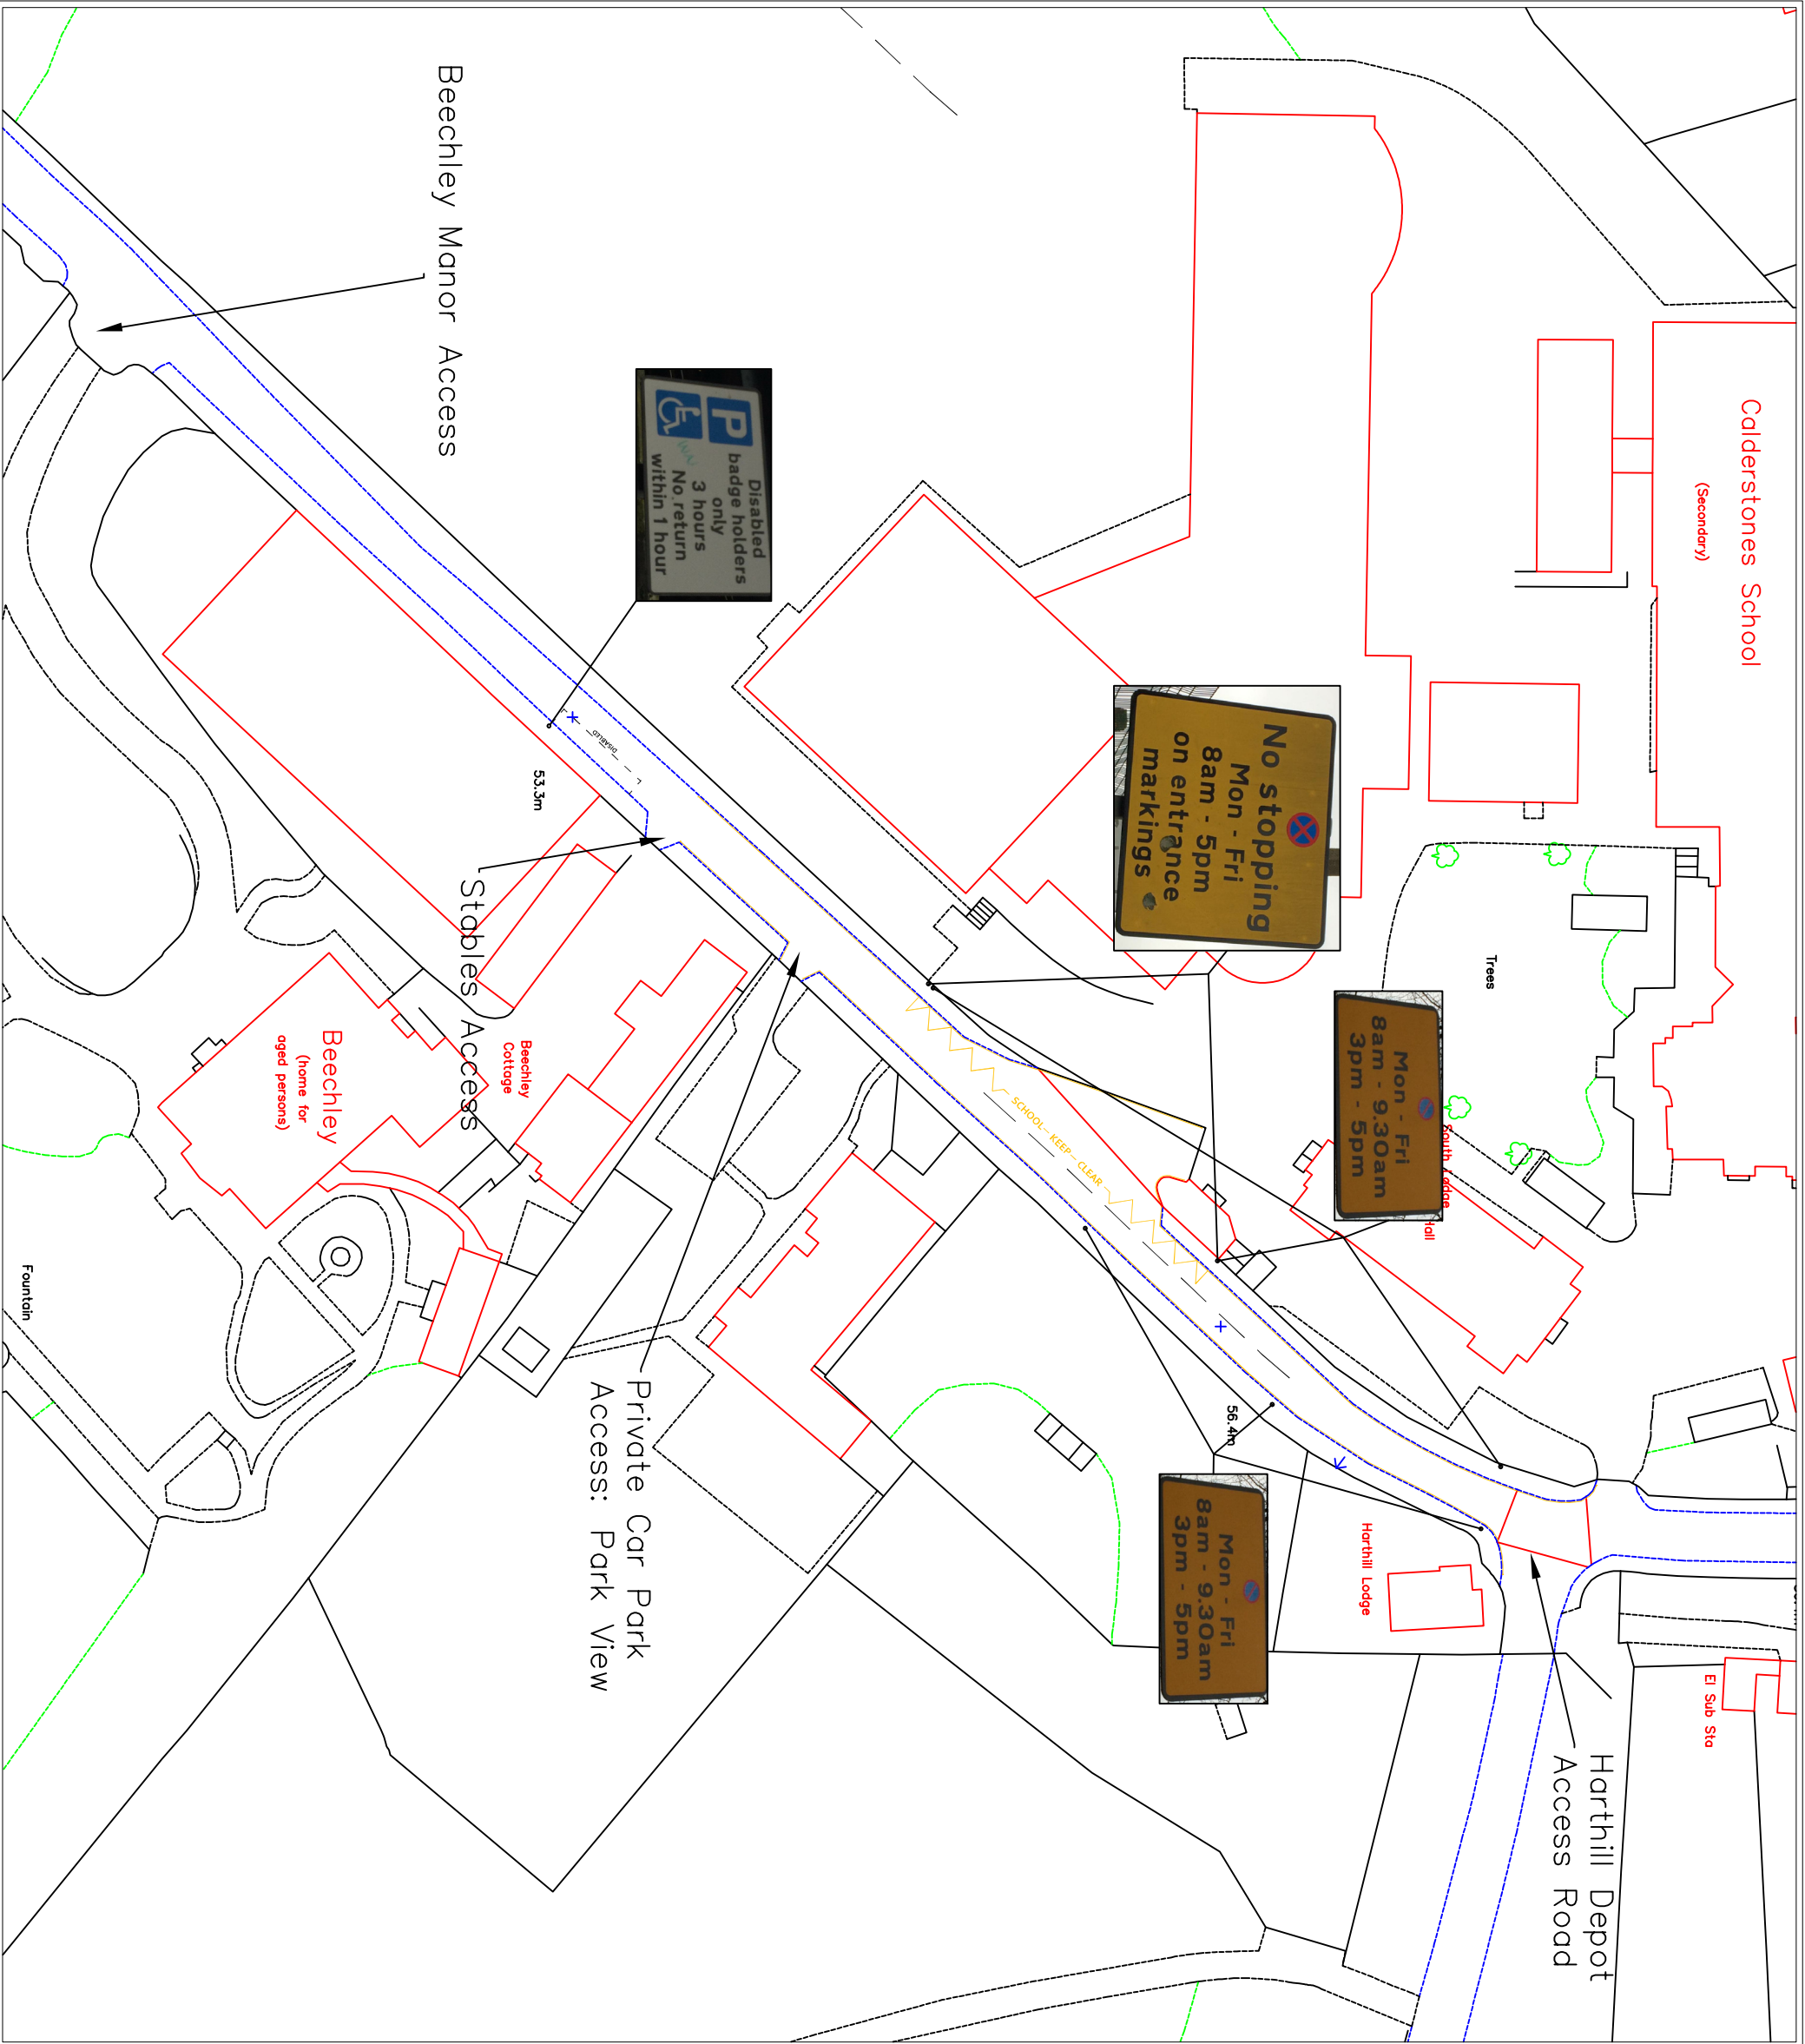 Calderstones School
(Secondary)
El Sub Sta
Harthill Depot
Access Road
Trees
South Lodge
Hall
Mon - Fri
8am - 9.30am
3pm - 5pm
Harthill Lodge
No stopping
Mon - Fri
8am - 5pm
on entrance
markings
56.4m
Mon - Fri
8am - 9.30am
3pm - 5pm
SCHOOL-KEEP-CLEAR
P
Disabled
badge holders
only
3 hours
No return
within 1 hour
DISABLED
53.3m
Private Car Park
Access: Park View
Beechley Manor Access
Stables Access
Beechley
Cottage
Beechley
(home for
aged persons)
Fountain